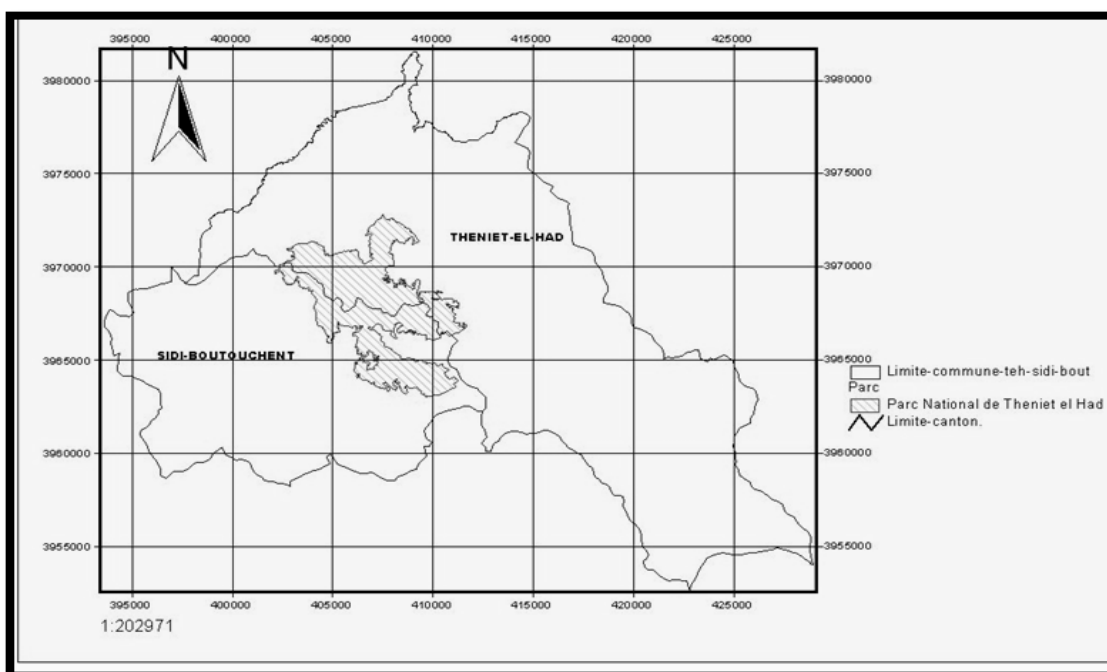 395000 400000 405000 410000 415000 420000 425000
N
3980000 3980000
3975000 3975000
THENIET-EL-HAD
3970000 3970000
SIDI-BOUTOUCHENT
3965000 3965000
Limite-commune-teh-sidi-bout
Parc
Parc National de Theniet el Had
Limite-canton.
3960000 3960000
3955000 3955000
395000 400000 405000 410000 415000 420000 425000
1:202971